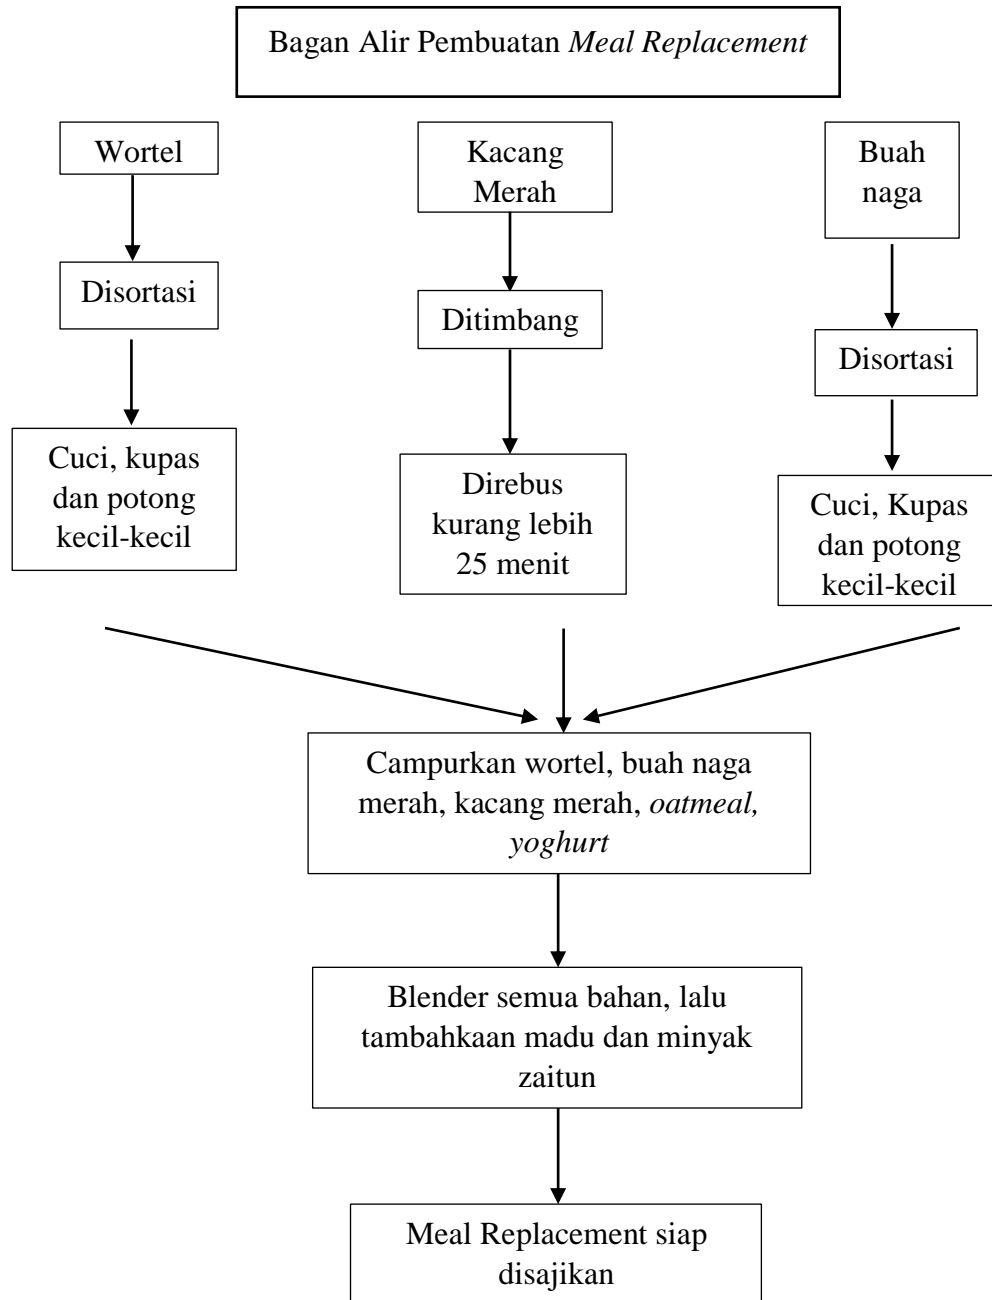 Bagan Alir Pembuatan Meal Replacement
Wortel
Kacang
Merah
Buah
naga
Disortasi
Ditimbang
Disortasi
Cuci, kupas
dan potong
kecil-kecil
Direbus
kurang lebih
25 menit
Cuci, Kupas
dan potong
kecil-kecil
Campurkan wortel, buah naga
merah, kacang merah, oatmeal,
yoghurt
Blender semua bahan, lalu
tambahkaan madu dan minyak
zaitun
Meal Replacement siap
disajikan